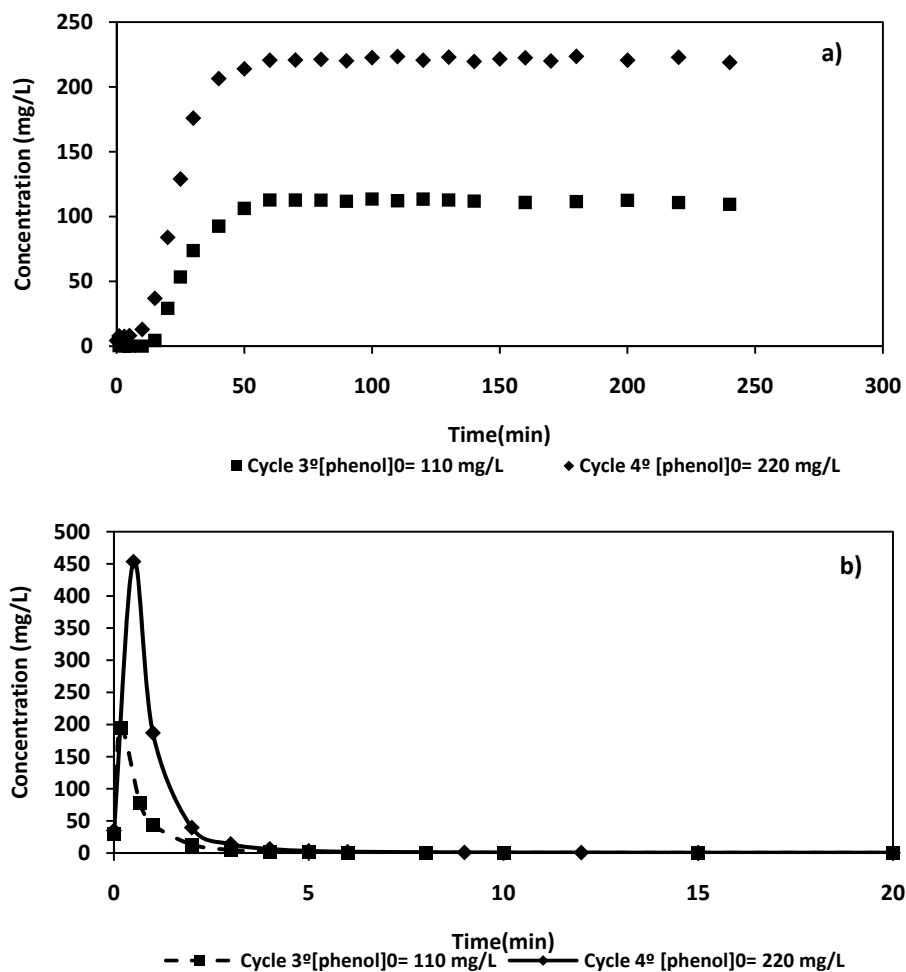 250
200
150
100
50
0
Concentration (mg/L)
a)
0 50 100 150 200 250 300
Time(min)
Cycle 3º[phenol]0= 110 mg/L Cycle 4º [phenol]0= 220 mg/L
500
450
400
350
300
250
200
150
100
50
0
Concentration (mg/L)
b)
0 5 10 15 20
Time(min)
Cycle 3º[phenol]0= 110 mg/L Cycle 4º [phenol]0= 220 mg/L